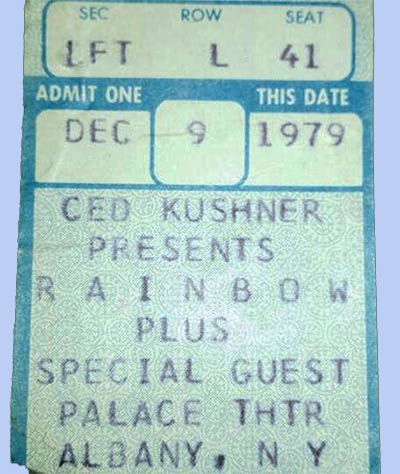 SEC ROW SEAT
LFT L 41
ADMIT ONE THIS DATE
DEC 9 1979
CED KUSHNER
PRESENTS
R A I N B O W
PLUS
SPECIAL GUEST
PALACE THTR
ALBANY, N Y